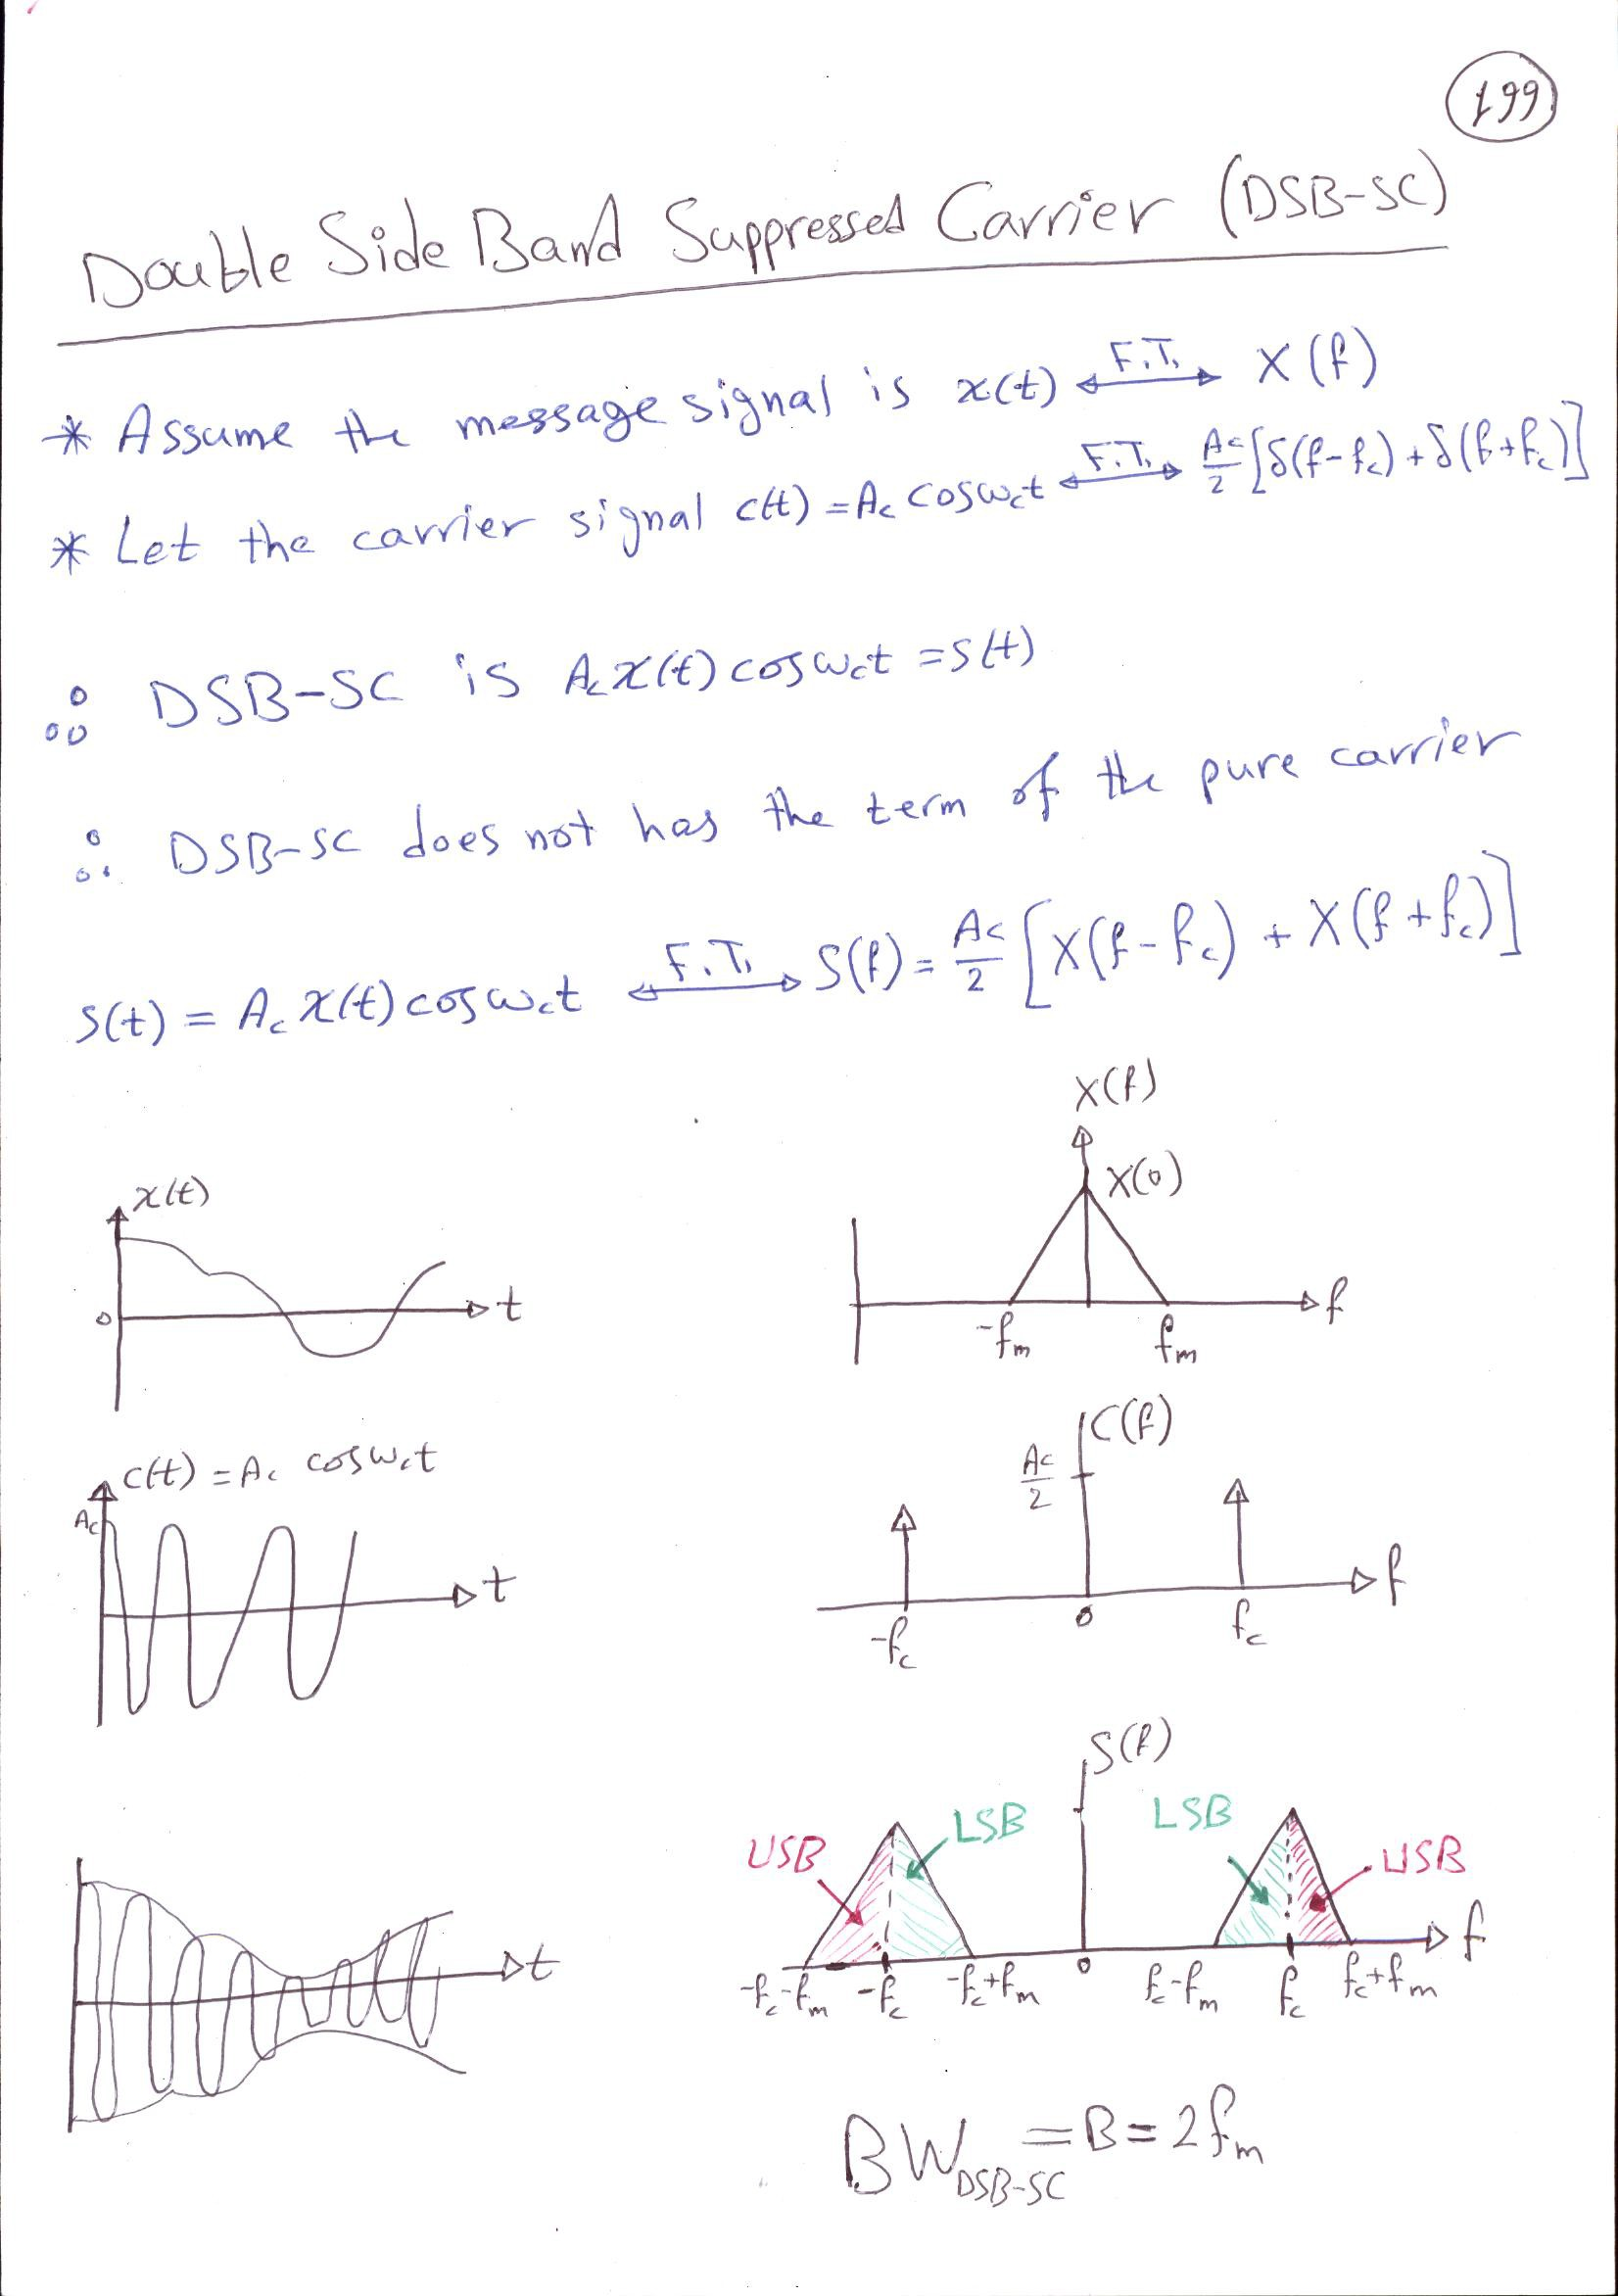 199
Double Side Band Suppressed Carrier (DSB-SC)
* Assume the message signal is x(t) ⟷ F.T. X(f)
* Let the carrier signal c(t) = Ac cosωct ⟷ F.T. Ac/2 [δ(f-fc) + δ(f+fc)]
∴ DSB-SC is Ac x(t) cosωct = s(t)
∴ DSB-SC does not has the term of the pure carrier
S(t) = Ac x(t) cosωct ⟷ F.T. S(f) = Ac/2 [X(f-fc) + X(f+fc)]
X(f)
X(0)
x(t)
0
t
-fm
fm
f
c(t) = Ac cosωct
Ac
t
C(f)
Ac/2
-fc
0
fc
f
S(f)
USB
LSB
LSB
USB
t
-fc-fm
-fc
-fc+fm
0
fc-fm
fc
fc+fm
f
BW DSB-SC = B = 2fm